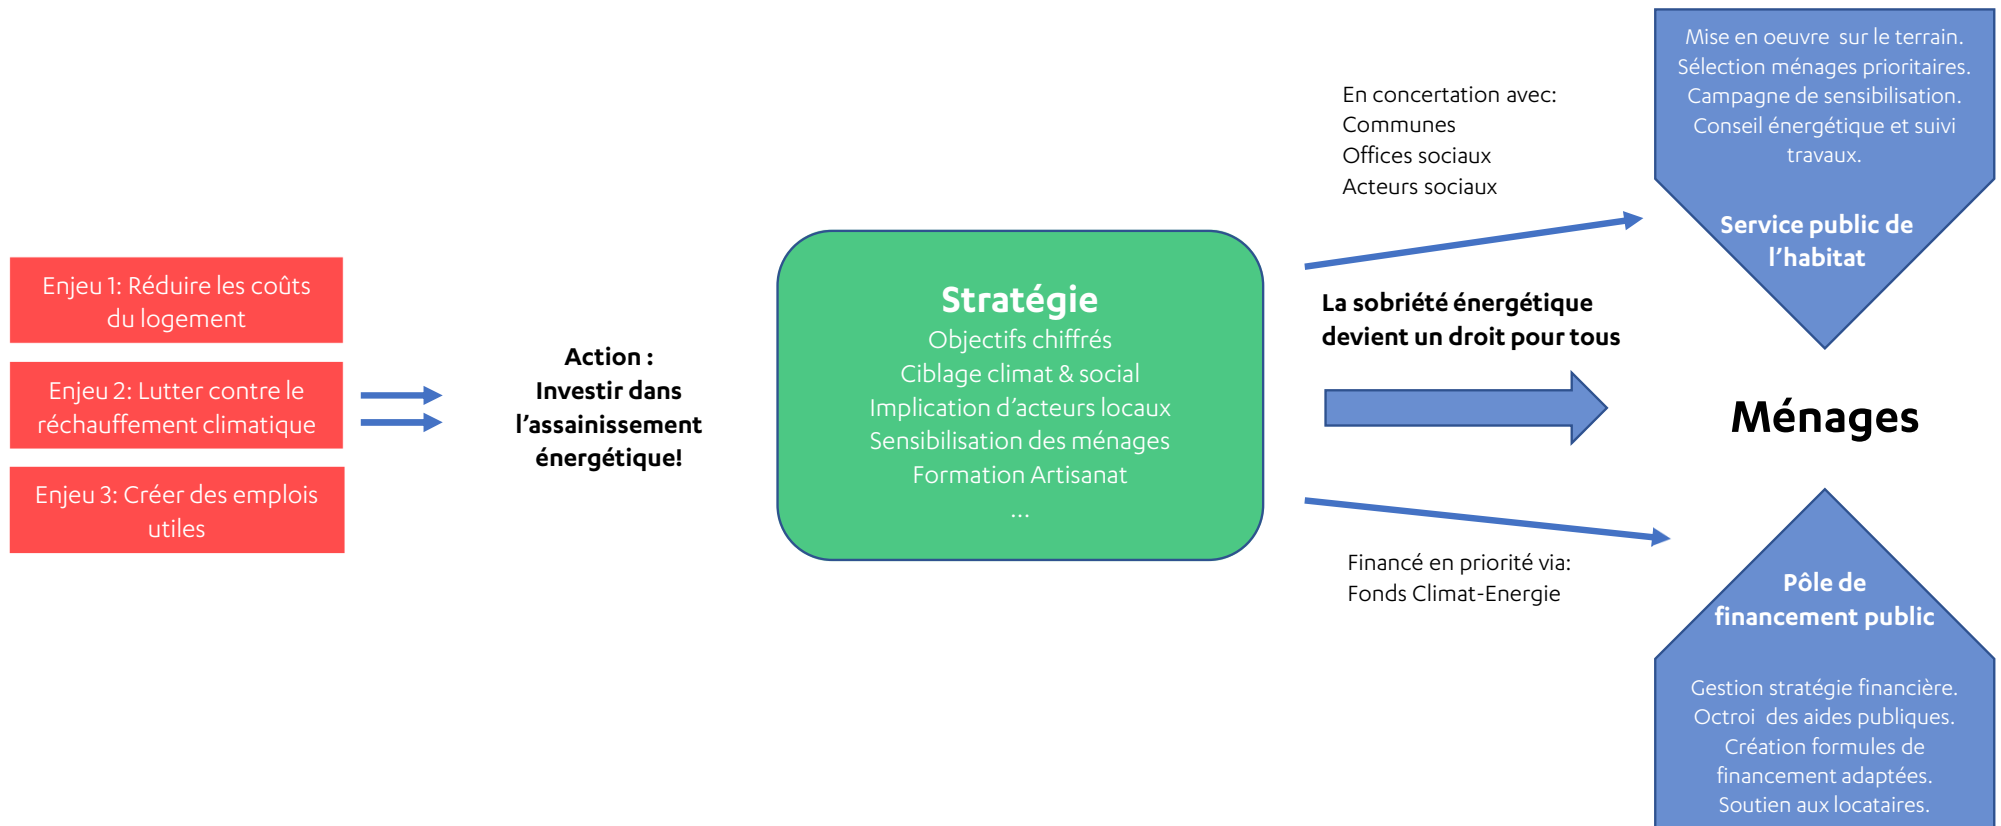 Enjeu 1: Réduire les coûts
du logement
Enjeu 2: Lutter contre le
réchauffement climatique
Enjeu 3: Créer des emplois
utiles
Action :
Investir dans
l’assainissement
énergétique!
Stratégie
Objectifs chiffrés
Ciblage climat & social
Implication d’acteurs locaux
Sensibilisation des ménages
Formation Artisanat
...
En concertation avec:
Communes
Offices sociaux
Acteurs sociaux
La sobriété énergétique
devient un droit pour tous
Financé en priorité via:
Fonds Climat-Energie
Mise en oeuvre sur le terrain.
Sélection ménages prioritaires.
Campagne de sensibilisation.
Conseil énergétique et suivi
travaux.
Service public de
l’habitat
Ménages
Pôle de
financement public
Gestion stratégie financière.
Octroi des aides publiques.
Création formules de
financement adaptées.
Soutien aux locataires.